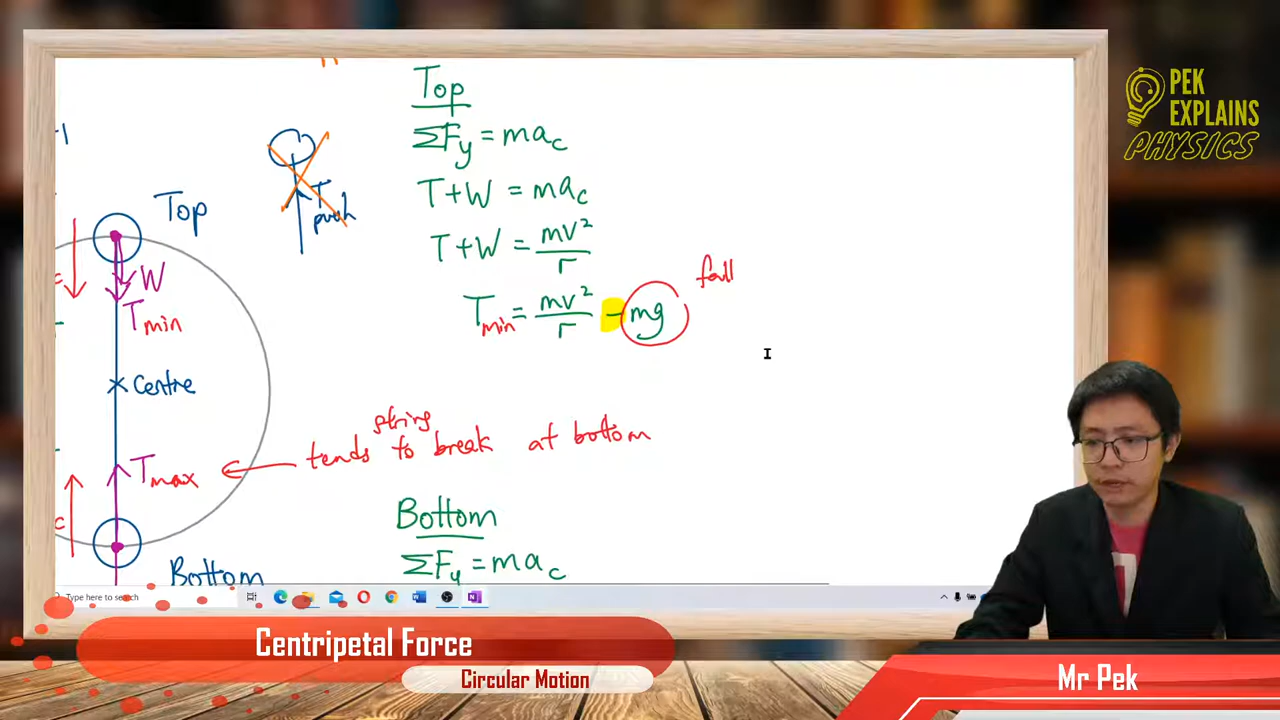 PEK
EXPLAINS
PHYSICS
Top
ΣFy = mac
T+W = mac
T+W = mv²/r
Tmin = mv²/r - mg
fall
T
push
Top
W
Tmin
Centre
string
tends to break at bottom
Tmax
c
Bottom
Bottom
ΣFy = mac
Type here to search
Centripetal Force
Circular Motion
Mr Pek